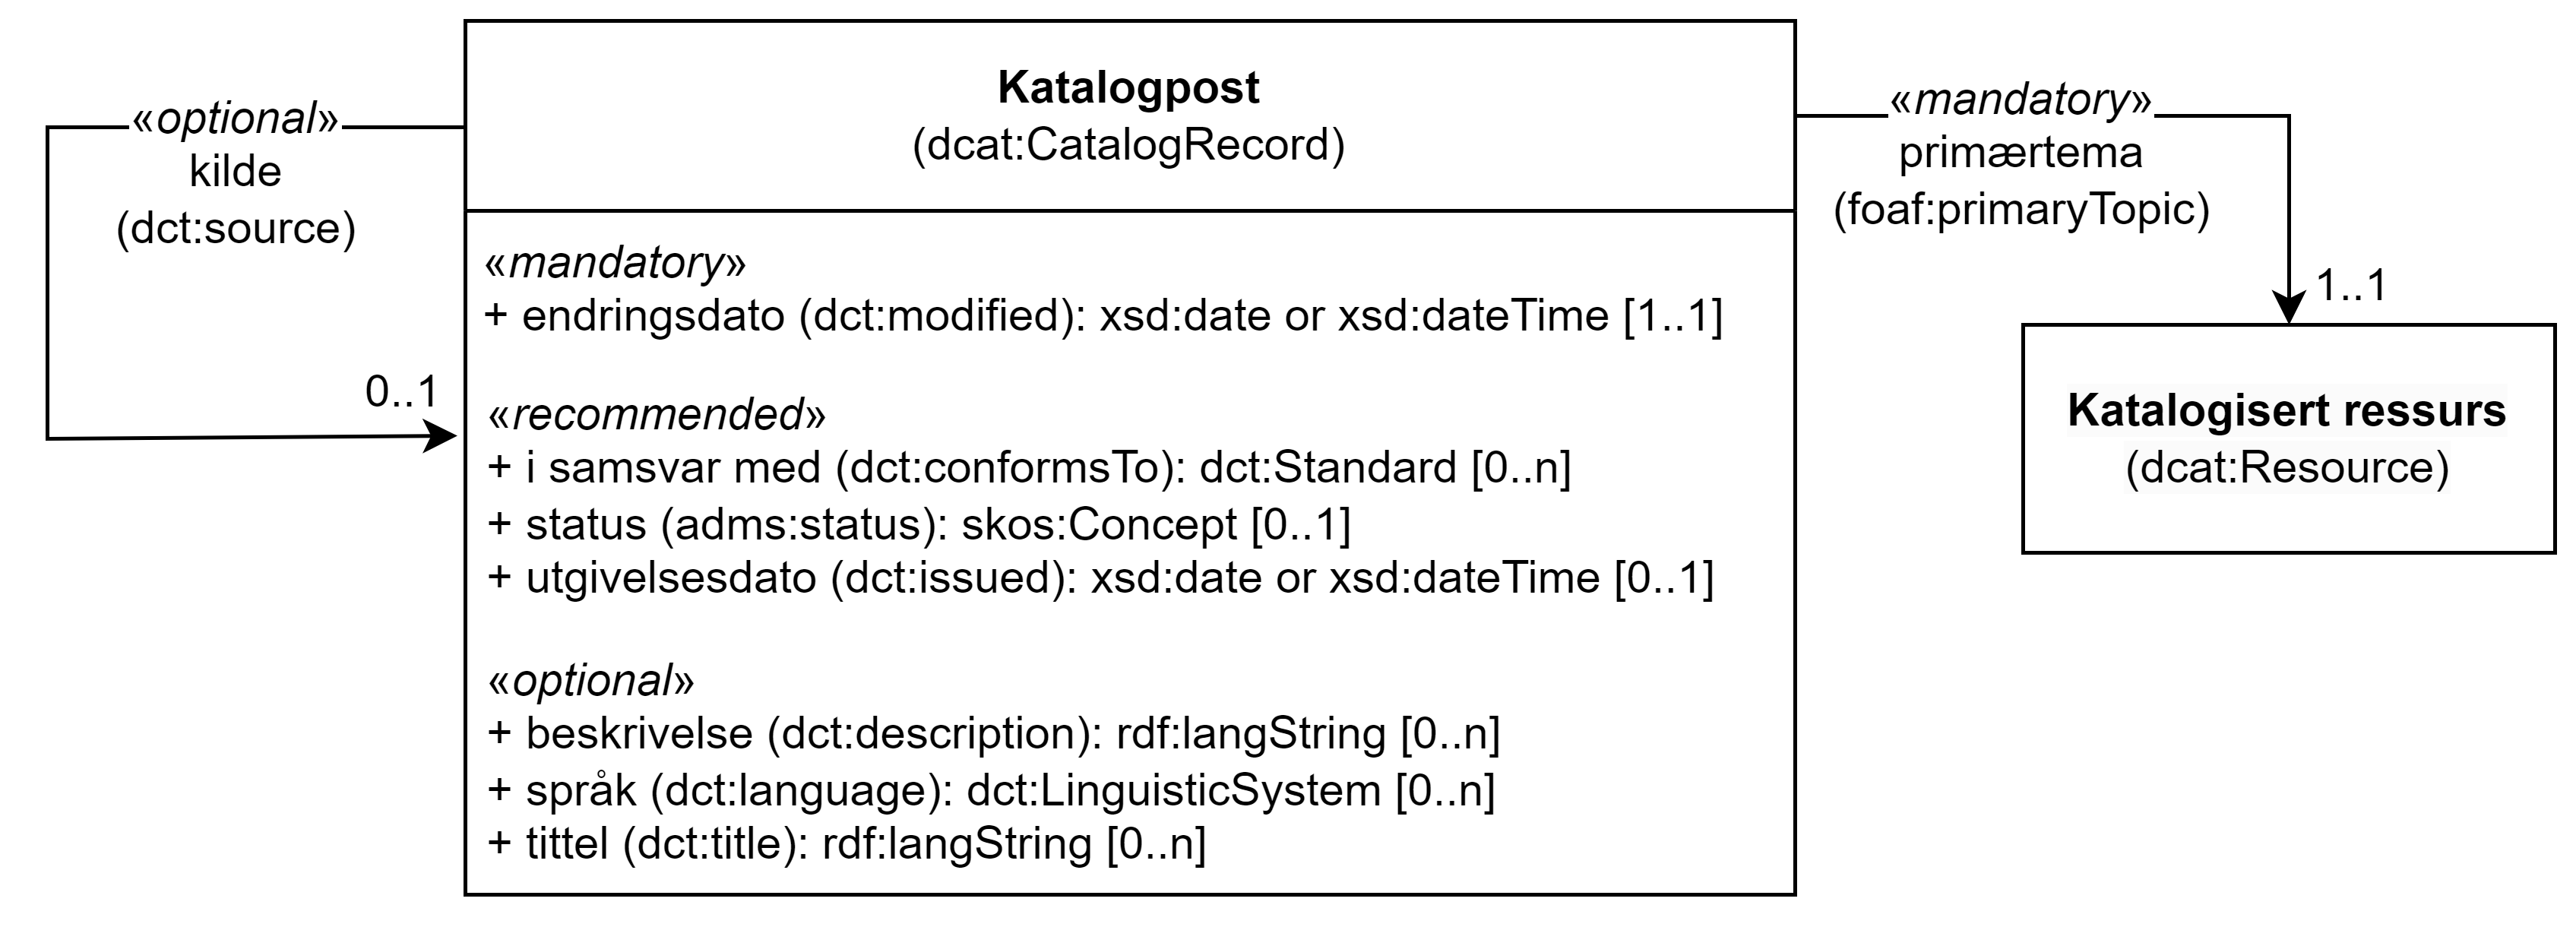 «optional»
kilde
(dct:source)
0..1
Katalogpost
(dcat:CatalogRecord)
«mandatory»
+ endringsdato (dct:modified): xsd:date or xsd:dateTime [1..1]
«recommended»
+ i samsvar med (dct:conformsTo): dct:Standard [0..n]
+ status (adms:status): skos:Concept [0..1]
+ utgivelsesdato (dct:issued): xsd:date or xsd:dateTime [0..1]
«optional»
+ beskrivelse (dct:description): rdf:langString [0..n]
+ språk (dct:language): dct:LinguisticSystem [0..n]
+ tittel (dct:title): rdf:langString [0..n]
«mandatory»
primærtema
(foaf:primaryTopic)
1..1
Katalogisert ressurs
(dcat:Resource)